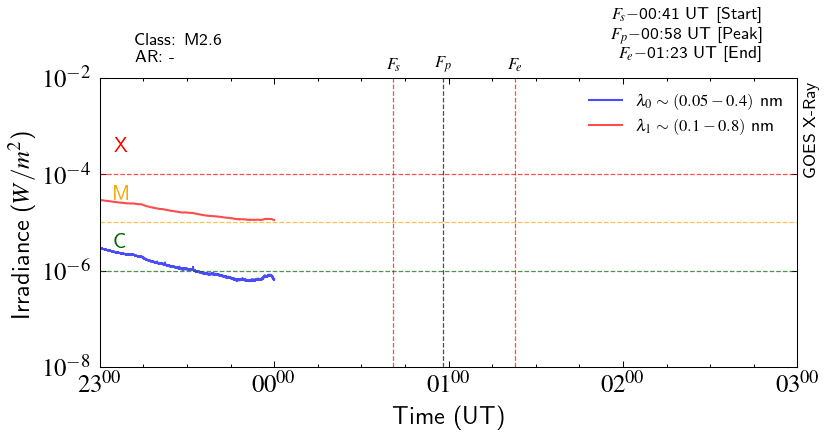 Fs−00:41 UT [Start]
Class: M2.6
Fp−00:58 UT [Peak]
AR: -
Fe−01:23 UT [End]
Fs Fp Fe
10−2
λ0 ∼ (0.05 − 0.4) nm
λ1 ∼ (0.1 − 0.8) nm
GOES X-Ray
X
10−4
M
Irradiance (W/m2)
C
10−6
10−8
2300 0000 0100 0200 0300
Time (UT)